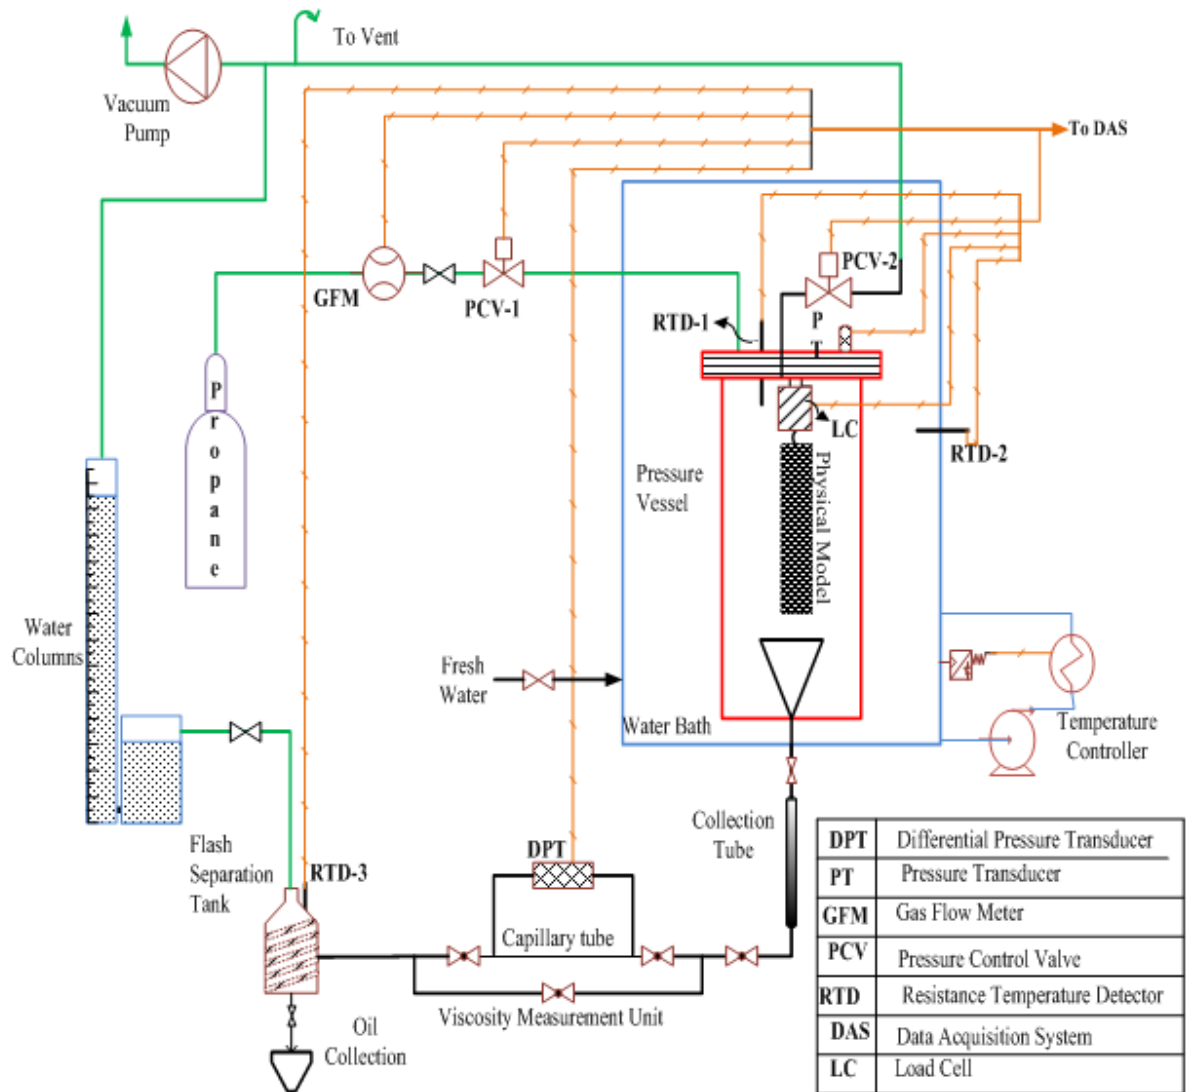 To Vent
Vacuum
Pump
To DAS
PCV-2
GFM
PCV-1
RTD-1
P
LC
RTD-2
Propane
Pressure
Vessel
Physical Model
Water
Columns
Fresh
Water
Water Bath
Temperature
Controller
Collection
Tube
Flash
Separation
Tank
RTD-3
DPT
Capillary tube
Viscosity Measurement Unit
Oil
Collection
DPT Differential Pressure Transducer
PT Pressure Transducer
GFM Gas Flow Meter
PCV Pressure Control Valve
RTD Resistance Temperature Detector
DAS Data Acquisition System
LC Load Cell